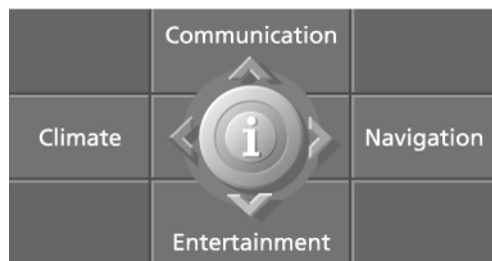 Communication
Climate
i
Navigation
Entertainment